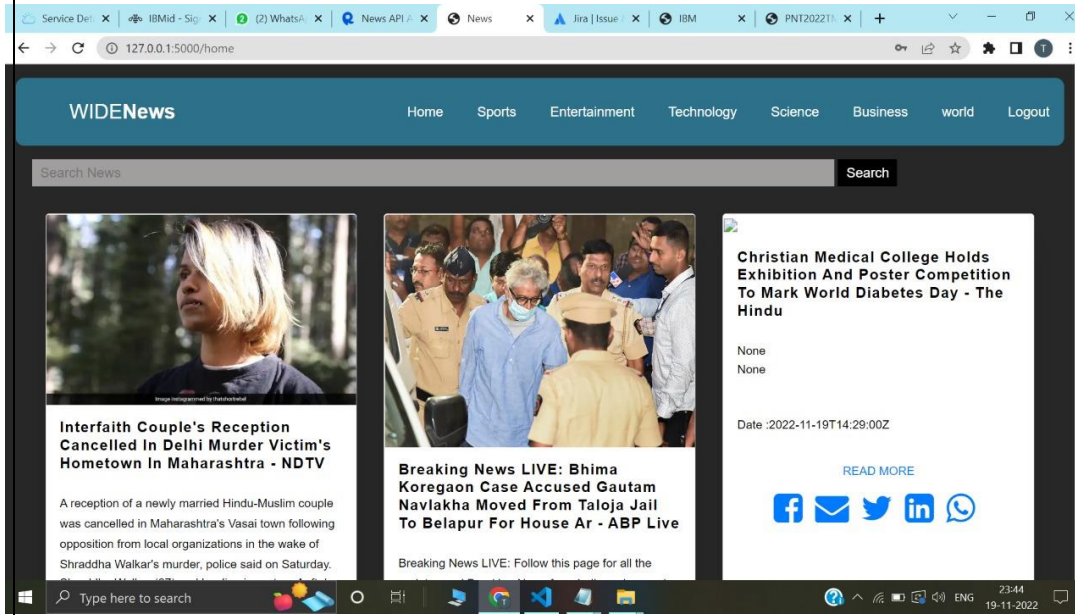 Service Det
IBMid - Sig
(2) WhatsA
News API A
News
Jira | Issue
IBM
PNT2022TM
127.0.0.1:5000/home
T
WIDENews
Home
Sports
Entertainment
Technology
Science
Business
world
Logout
Search News
Search
Image instagrammed by thatshortrebel
Interfaith Couple's Reception
Cancelled In Delhi Murder Victim's
Hometown In Maharashtra - NDTV
A reception of a newly married Hindu-Muslim couple
was cancelled in Maharashtra's Vasai town following
opposition from local organizations in the wake of
Shraddha Walkar's murder, police said on Saturday.
Breaking News LIVE: Bhima
Koregaon Case Accused Gautam
Navlakha Moved From Taloja Jail
To Belapur For House Ar - ABP Live
Breaking News LIVE: Follow this page for all the
Christian Medical College Holds
Exhibition And Poster Competition
To Mark World Diabetes Day - The
Hindu
None
None
Date :2022-11-19T14:29:00Z
READ MORE
Type here to search
ENG
23:44
19-11-2022